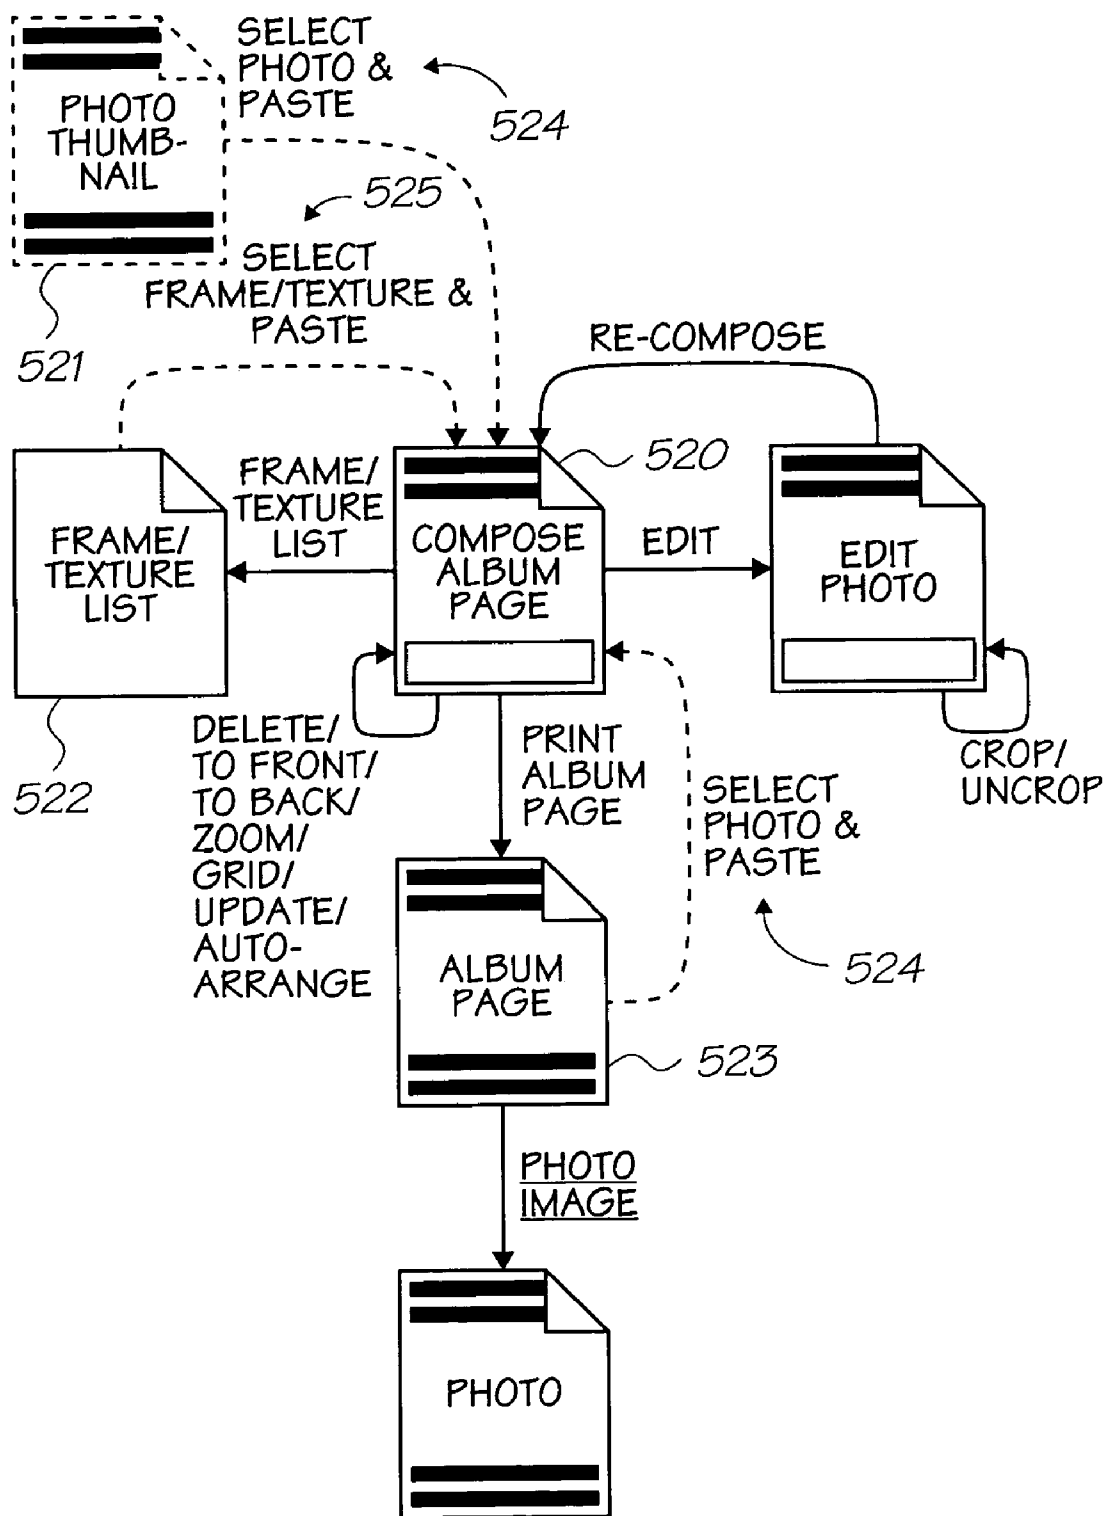 SELECT
PHOTO &
PASTE
524
PHOTO
THUMB-
NAIL
525
SELECT
FRAME/TEXTURE &
PASTE
521
RE-COMPOSE
520
FRAME/
TEXTURE
LIST
FRAME/
TEXTURE
LIST
COMPOSE
ALBUM
PAGE
EDIT
EDIT
PHOTO
522
DELETE/
TO FRONT/
TO BACK/
ZOOM/
GRID/
UPDATE/
AUTO-
ARRANGE
PRINT
ALBUM
PAGE
SELECT
PHOTO &
PASTE
524
CROP/
UNCROP
ALBUM
PAGE
523
PHOTO
IMAGE
PHOTO